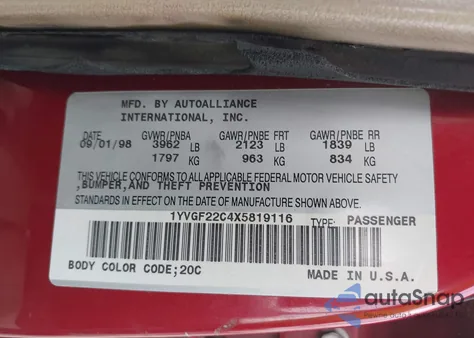 MFD. BY AUTOALLIANCE
INTERNATIONAL, INC.
DATE GVWR/PNBA GAWR/PNBE FRT GAWR/PNBE RR
09/01/98 3962 LB 2123 LB 1839 LB
1797 KG 963 KG 834 KG
THIS VEHICLE CONFORMS TO ALL APPLICABLE FEDERAL MOTOR VEHICLE SAFETY
,BUMPER,AND THEFT PREVENTION
STANDARDS IN EFFECT ON THE DATE OF MANUFACTURE SHOWN ABOVE.
1YVGF22C4X5819116 TYPE: PASSENGER
BODY COLOR CODE;20C
MADE IN U.S.A.
autoSnap